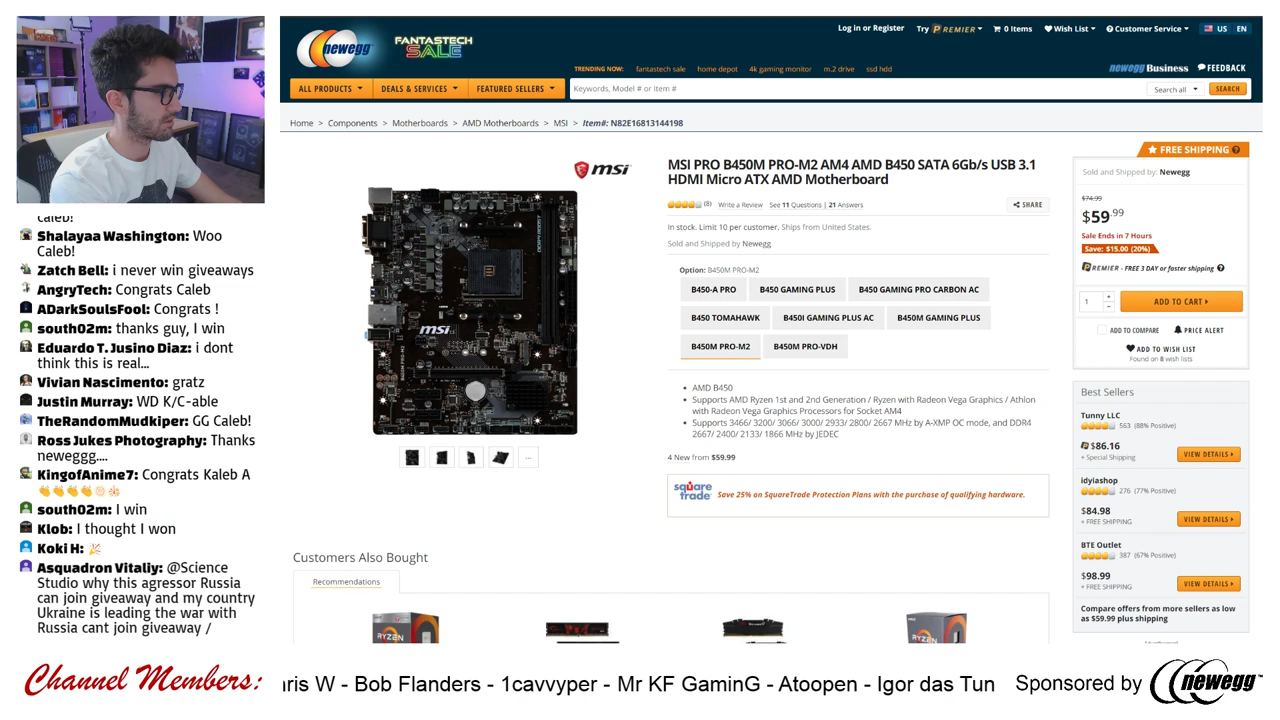 caleb!
Shalayaa Washington: Woo
Caleb!
Zatch Bell: i never win giveaways
AngryTech: Congrats Caleb
ADarkSoulsFool: Congrats !
south02m: thanks guy, I win
Eduardo T. Jusino Diaz: i dont
think this is real...
Vivian Nascimento: gratz
Justin Murray: WD K/C-able
TheRandomMudkiper: GG Caleb!
Ross Jukes Photography: Thanks
neweggg....
KingofAnime7: Congrats Kaleb A
south02m: I win
Klob: I thought I won
Koki H:
Asquadron Vitaliy: @Science
Studio why this agressor Russia
can join giveaway and my country
Ukraine is leading the war with
Russia cant join giveaway /
newegg
FANTASTECH
SALE
Log in or Register
Try PREMIER
0 Items
Wish List
Customer Service
US EN
TRENDING NOW: fantastech sale home depot 4k gaming monitor m.2 drive ssd hdd
newegg Business
FEEDBACK
ALL PRODUCTS
DEALS & SERVICES
FEATURED SELLERS
Keywords, Model # or Item #
Search all
SEARCH
Home > Components > Motherboards > AMD Motherboards > MSI > Item#: N82E16813144198
msi
msi
B450M PRO-M2
MSI PRO B450M PRO-M2 AM4 AMD B450 SATA 6Gb/s USB 3.1
HDMI Micro ATX AMD Motherboard
(8) Write a Review See 11 Questions | 21 Answers
SHARE
In stock. Limit 10 per customer. Ships from United States.
Sold and Shipped by Newegg
Option: B450M PRO-M2
B450-A PRO
B450 GAMING PLUS
B450 GAMING PRO CARBON AC
B450 TOMAHAWK
B450I GAMING PLUS AC
B450M GAMING PLUS
B450M PRO-M2
B450M PRO-VDH
AMD B450
Supports AMD Ryzen 1st and 2nd Generation / Ryzen with Radeon Vega Graphics / Athlon
with Radeon Vega Graphics Processors for Socket AM4
Supports 3466/ 3200/ 3066/ 3000/ 2933/ 2800/ 2667 MHz by A-XMP OC mode, and DDR4
2667/ 2400/ 2133/ 1866 MHz by JEDEC
4 New from $59.99
square
trade
Save 25% on SquareTrade Protection Plans with the purchase of qualifying hardware.
Customers Also Bought
Recommendations
RYZEN
RYZEN
FREE SHIPPING
Sold and Shipped by: Newegg
$74.99
$59.99
Sale Ends in 7 Hours
Save: $15.00 (20%)
PREMIER - FREE 3 DAY or faster shipping
1
ADD TO CART
ADD TO COMPARE
PRICE ALERT
ADD TO WISH LIST
Found on 8 wish lists
Best Sellers
Tunny LLC
563 (88% Positive)
$86.16
+ Special Shipping
VIEW DETAILS
idyiashop
276 (77% Positive)
$84.98
+ FREE SHIPPING
VIEW DETAILS
BTE Outlet
387 (67% Positive)
$98.99
+ FREE SHIPPING
VIEW DETAILS
Compare offers from more sellers as low
as $59.99 plus shipping
Channel Members:
hris W - Bob Flanders - 1cavvyper - Mr KF GaminG - Atoopen - Igor das Tun
Sponsored by newegg